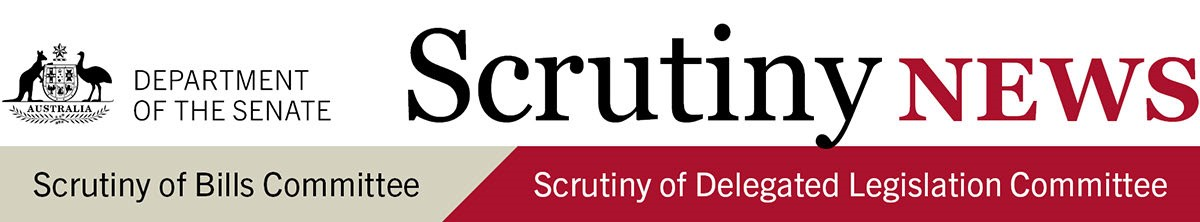 Scrutiny NEWS
DEPARTMENT
OF THE SENATE
AUSTRALIA
Scrutiny of Bills Committee
Scrutiny of Delegated Legislation Committee